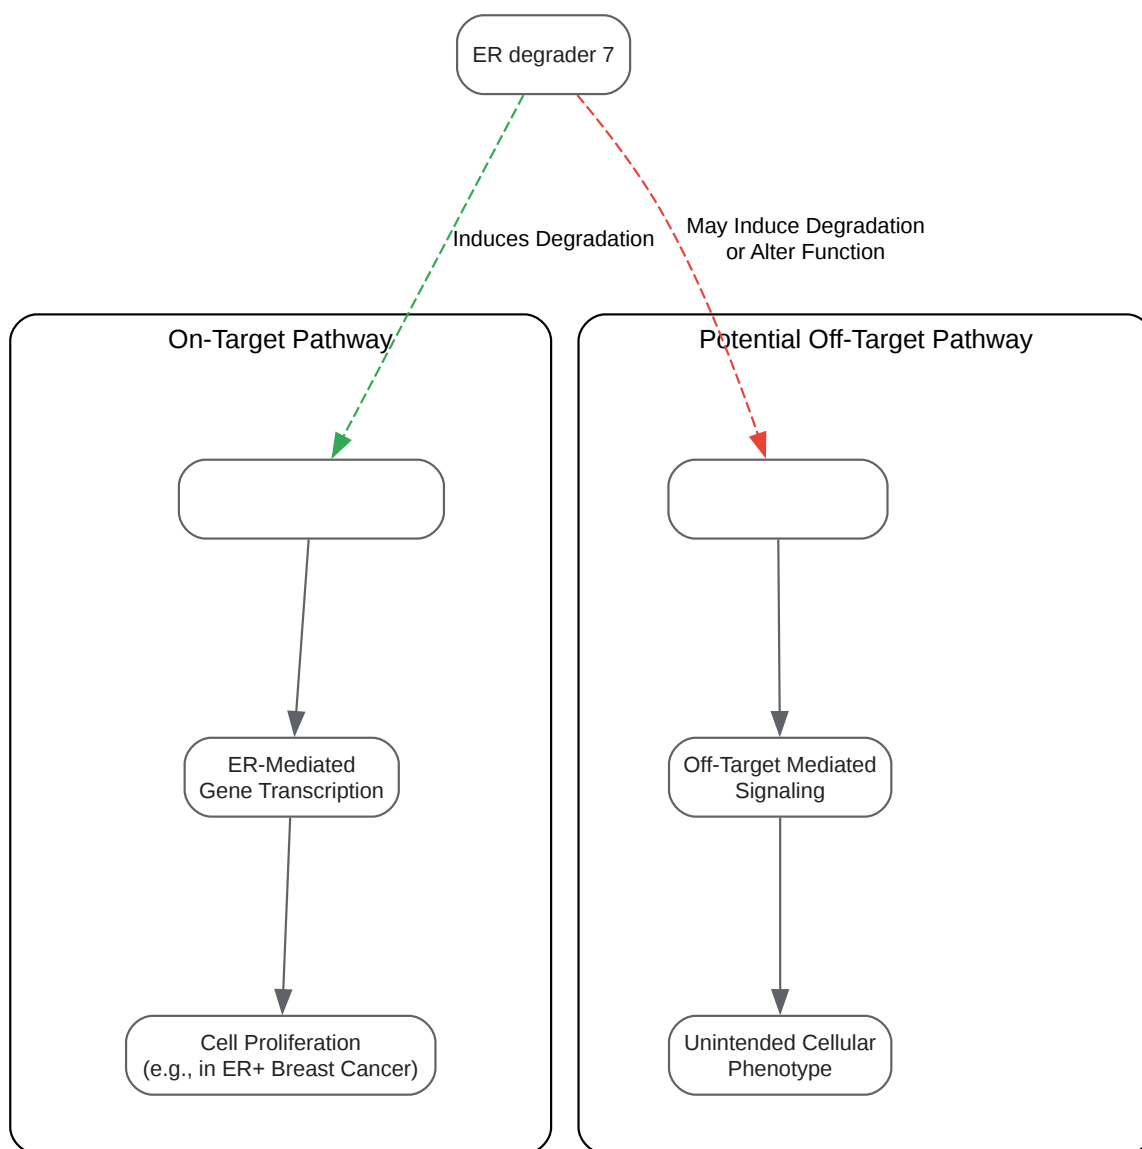 ER degrader 7
Induces Degradation
May Induce Degradation
or Alter Function
On-Target Pathway
Potential Off-Target Pathway
ER-Mediated
Gene Transcription
Off-Target Mediated
Signaling
Cell Proliferation
(e.g., in ER+ Breast Cancer)
Unintended Cellular
Phenotype